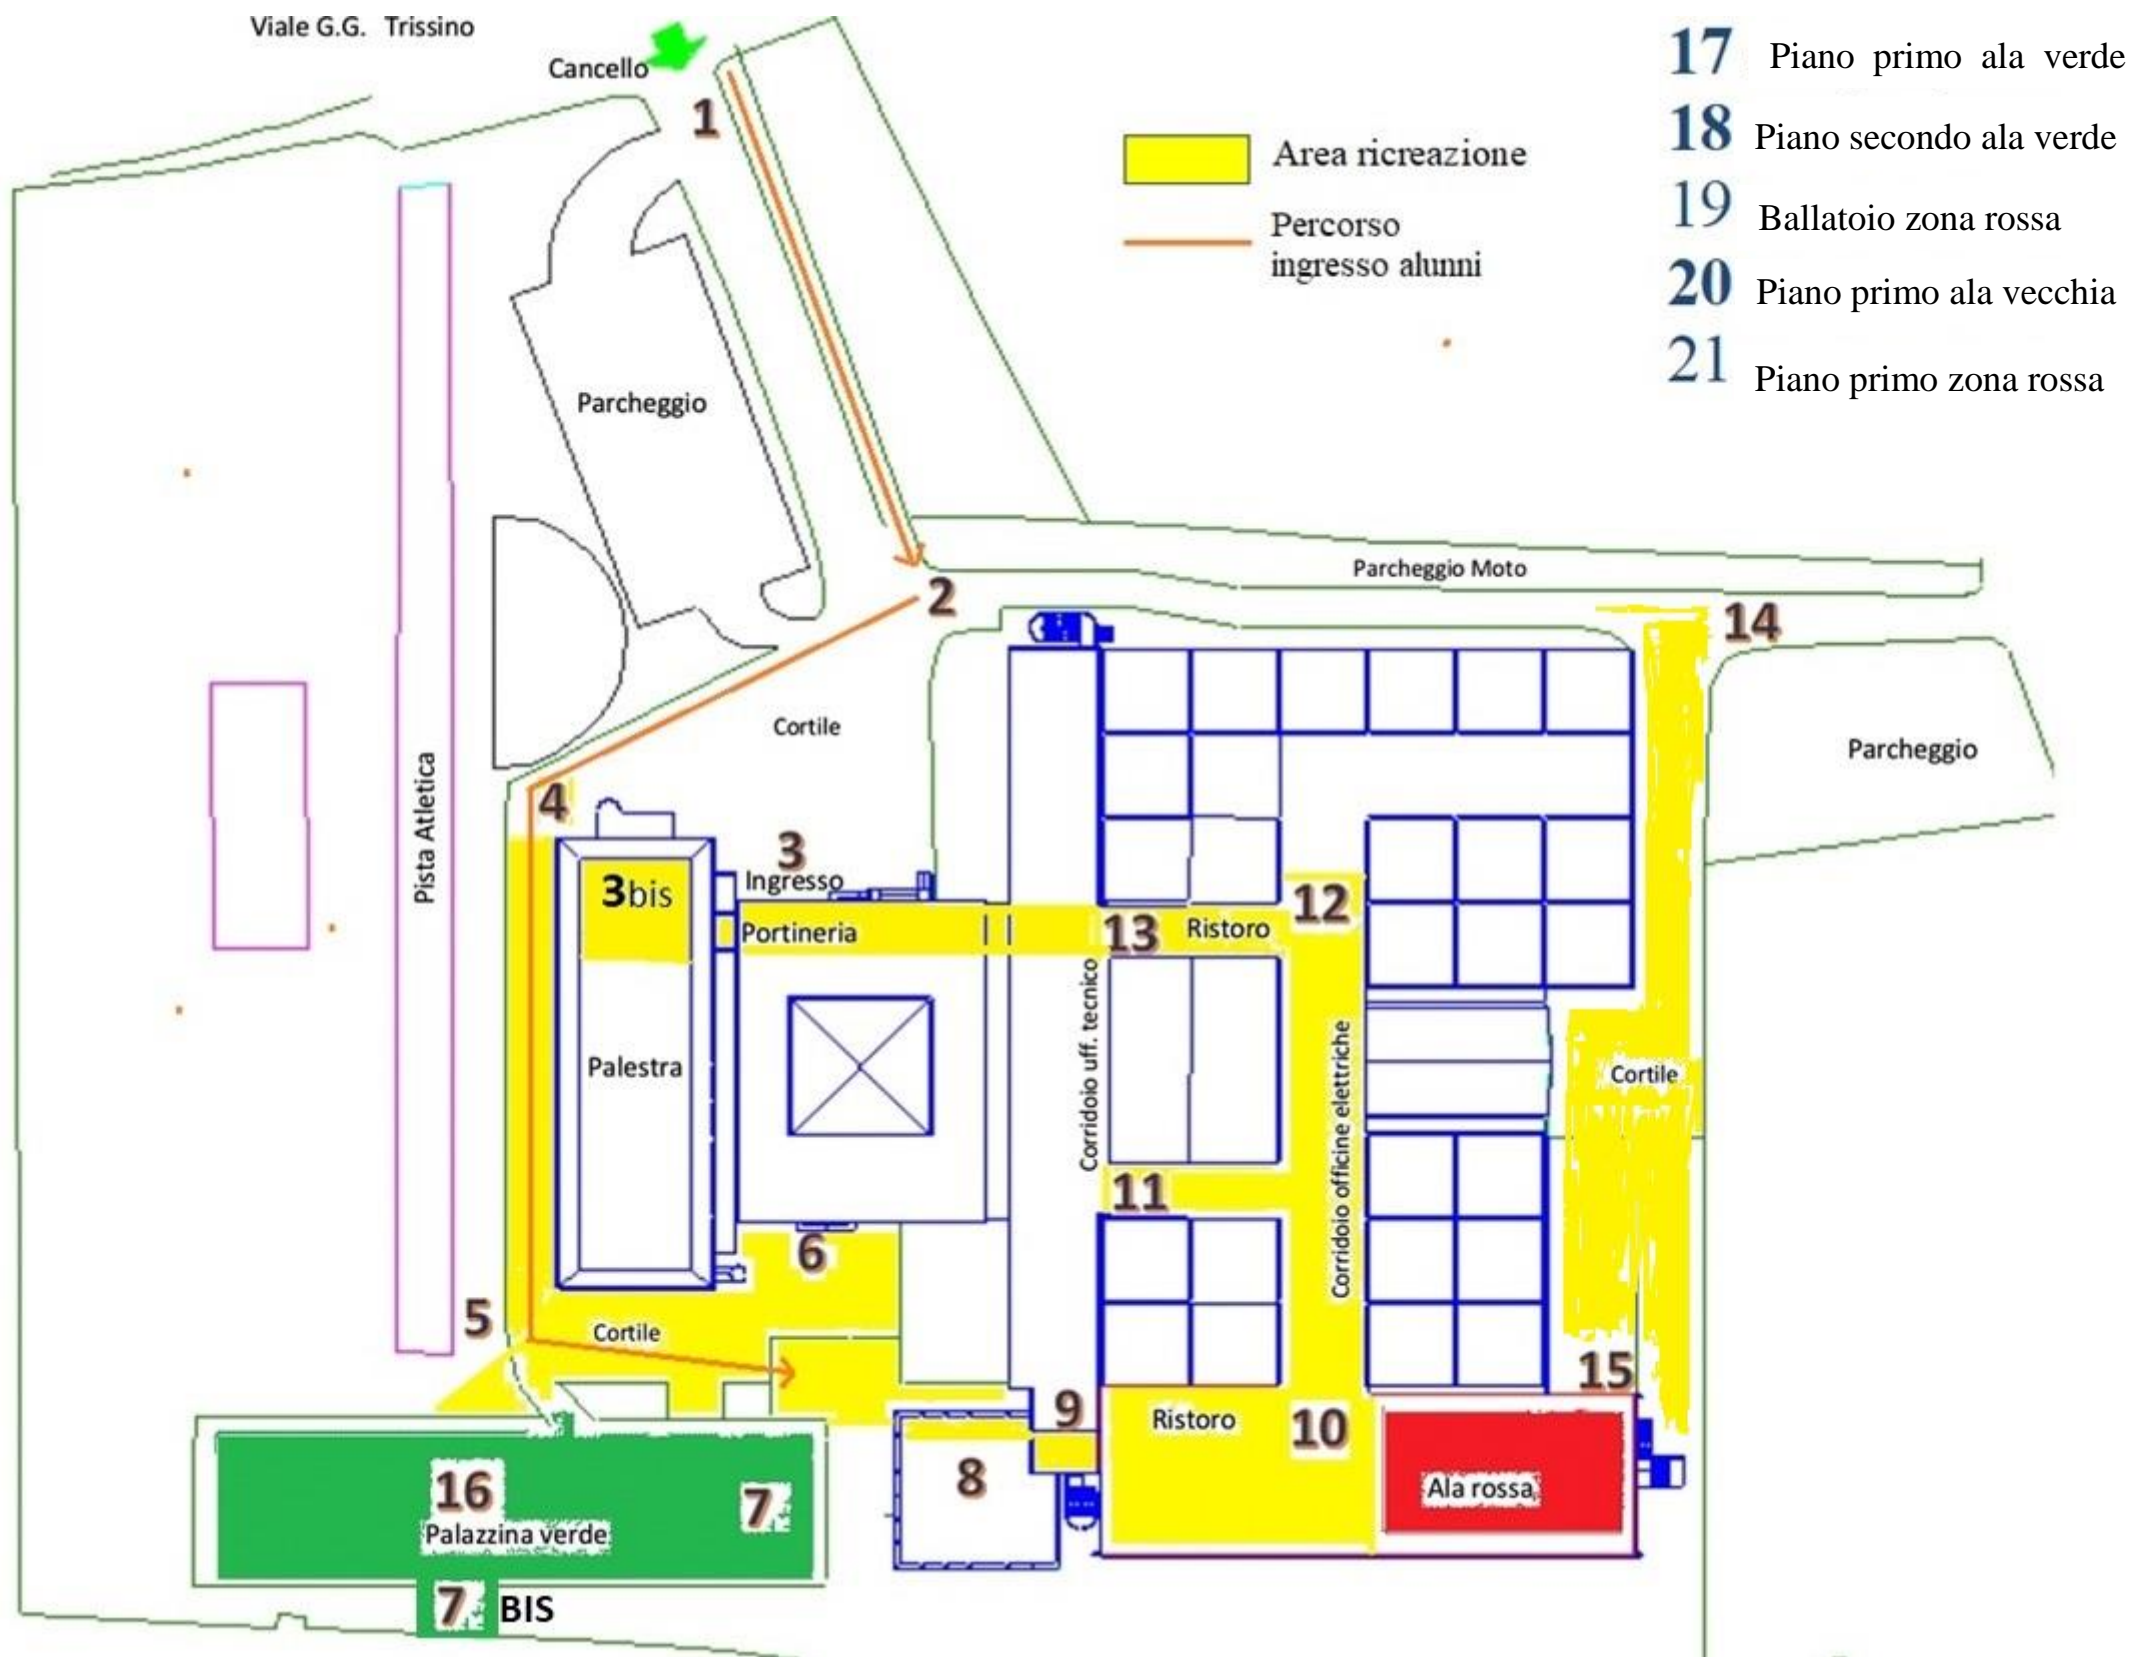 Viale G.G. Trissino
Cancello
1
17 Piano primo ala verde
18 Piano secondo ala verde
19 Ballatoio zona rossa
20 Piano primo ala vecchia
21 Piano primo zona rossa
Area ricreazione
Percorso
ingresso alunni
Parcheggio
2
Parcheggio Moto
14
Cortile
Parcheggio
Pista Atletica
4
3
Ingresso
3bis
Portineria
12
13
Ristoro
Palestra
Corridoio uff. tecnico
Corridoio officine elettriche
Cortile
11
6
5
Cortile
15
9
Ristoro
10
8
Ala rossa
16
Palazzina verde
7
7 BIS